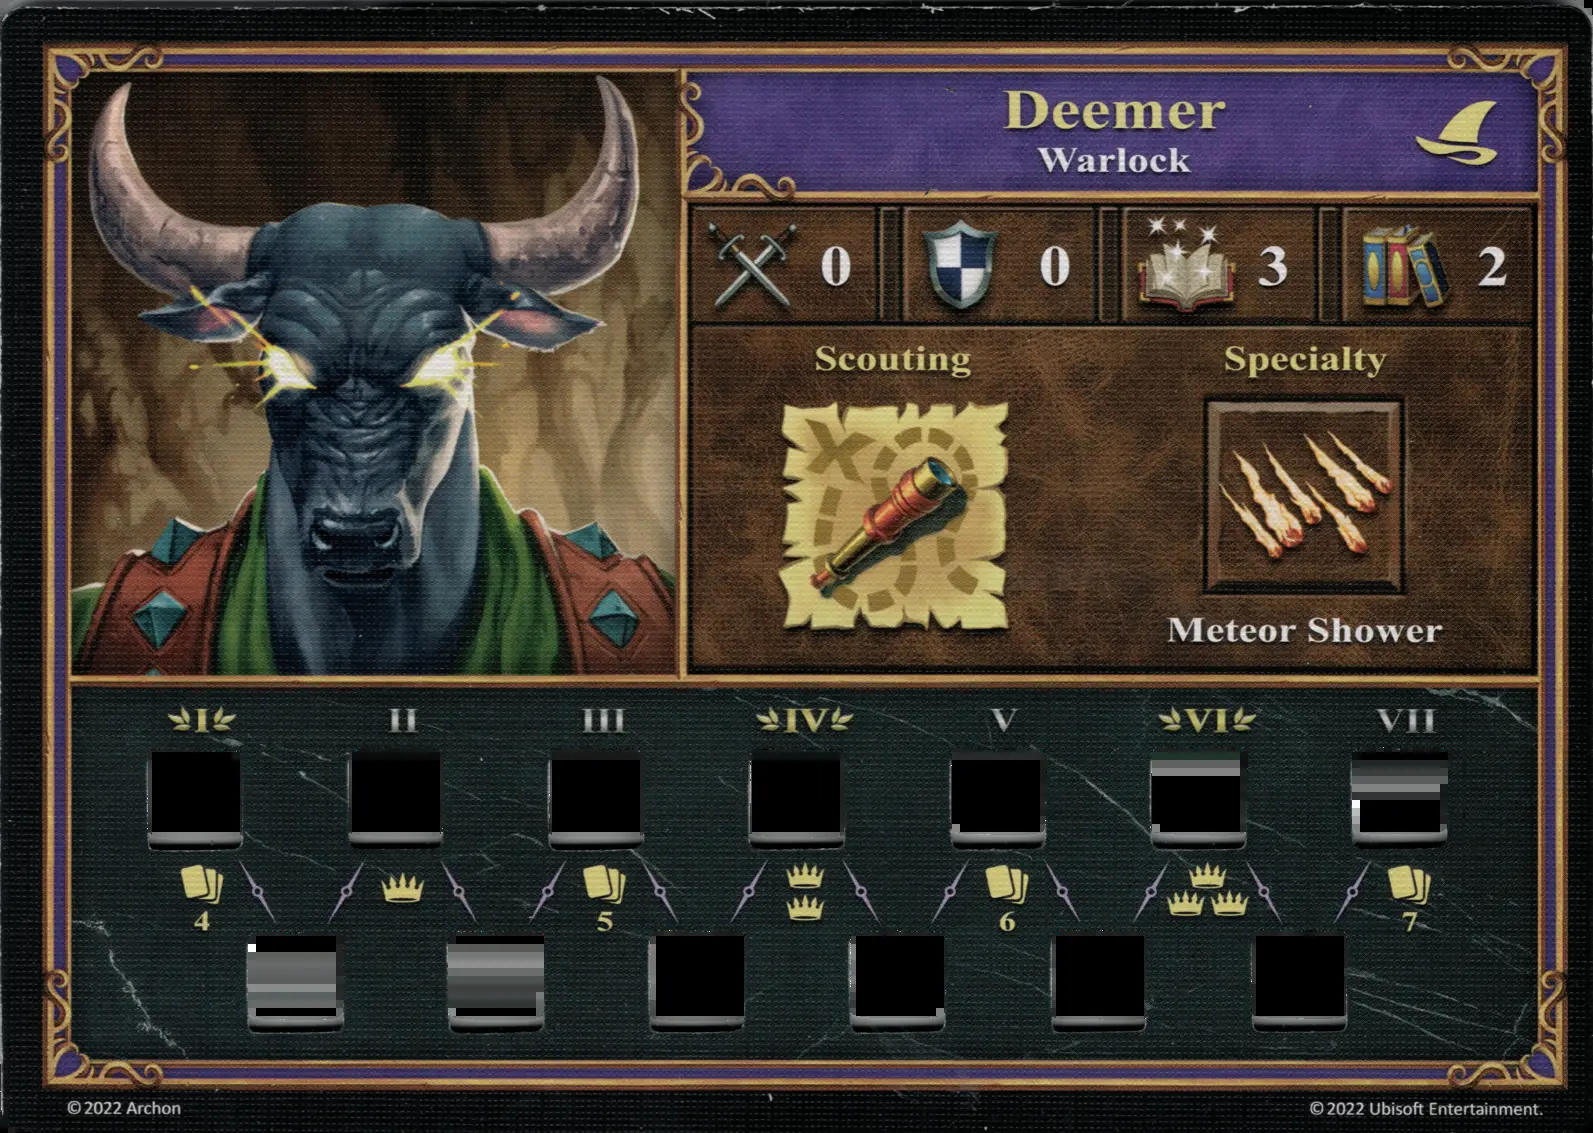 Deemer
Warlock
0 0 3 2
Scouting Specialty
Meteor Shower
I II III IV V VI VII
4 5 6 7
©2022 Archon ©2022 Ubisoft Entertainment.